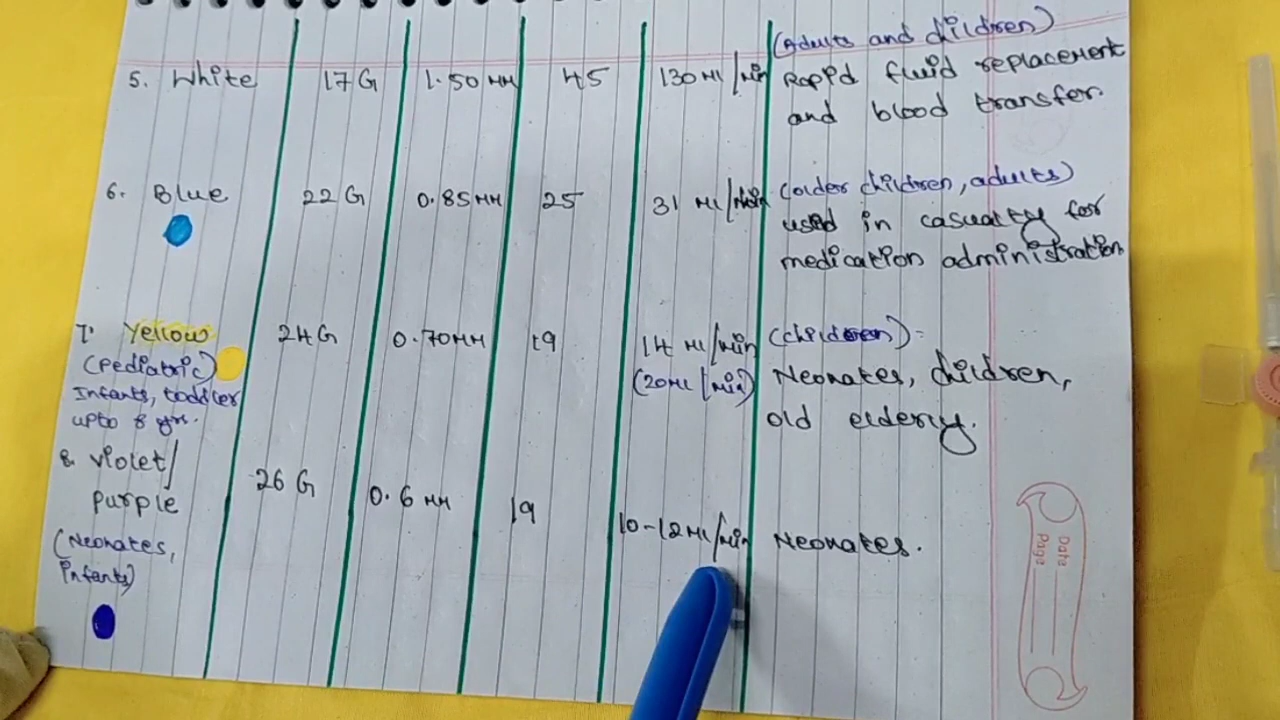 (Adults and children)
5. White 17 G 1.50 MM 45 130 ML/Min Rapid fluid replacement
and blood transfer.
6. Blue 22 G 0.85 MM 25 31 ML/Min (older children, adults)
used in casualty for
medication administration
7. Yellow 24 G 0.70 MM 19 14 ML/Min (children):
(Pediatric) (20 ML/Min) Neonates, children,
Infants, toddler
upto 8 yrs. old elderly.
8 violet/
purple 26 G 0.6 MM 19 10-12 ML/Min Neonates.
(Neonates,
infants)
Date
Page